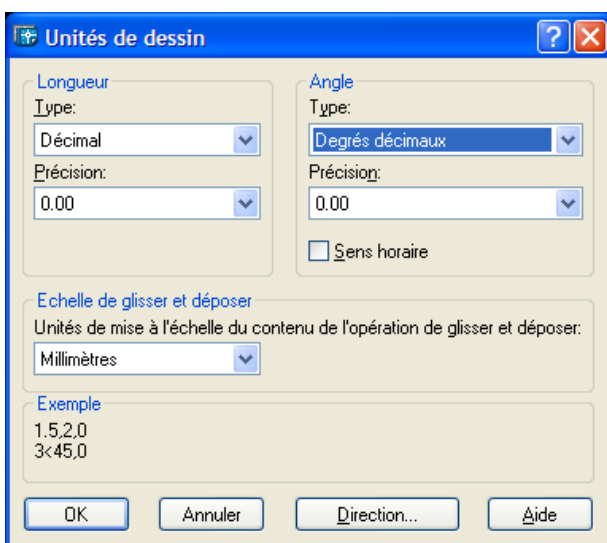 Unités de dessin
Longueur
Type:
Décimal
Précision:
0.00
Angle
Type:
Degrés décimaux
Précision:
0.00
Sens horaire
Echelle de glisser et déposer
Unités de mise à l'échelle du contenu de l'opération de glisser et déposer:
Millimètres
Exemple
1.5,2,0
3<45,0
OK
Annuler
Direction...
Aide